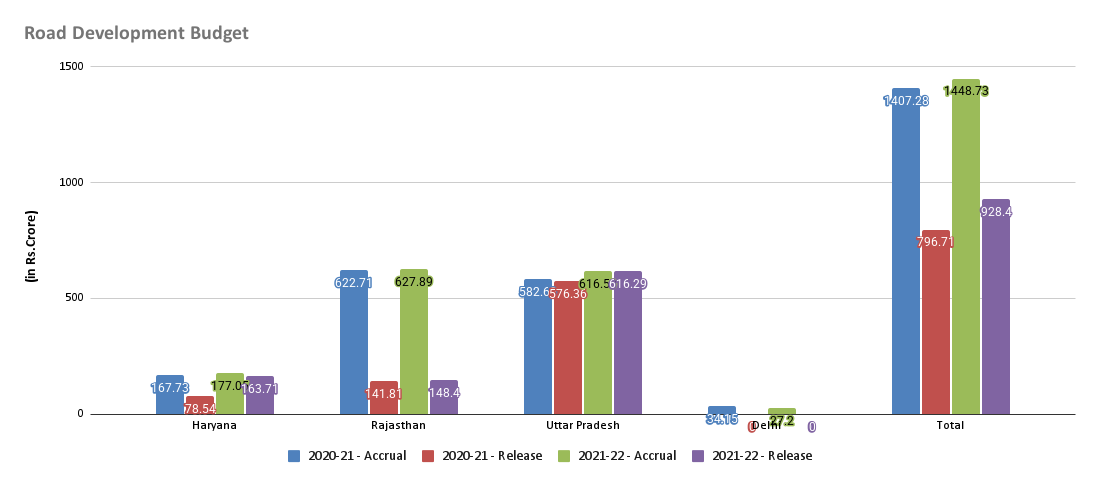 Road Development Budget
(in Rs.Crore)
1500
1000
500
0
167.73 78.54 177.05 163.71
622.71 141.81 627.89 148.4
582.6 576.36 616.5 616.29
34.15 0 27.2 0
1407.28 796.71 1448.73 928.4
Haryana Rajasthan Uttar Pradesh Delhi Total
2020-21 - Accrual 2020-21 - Release 2021-22 - Accrual 2021-22 - Release